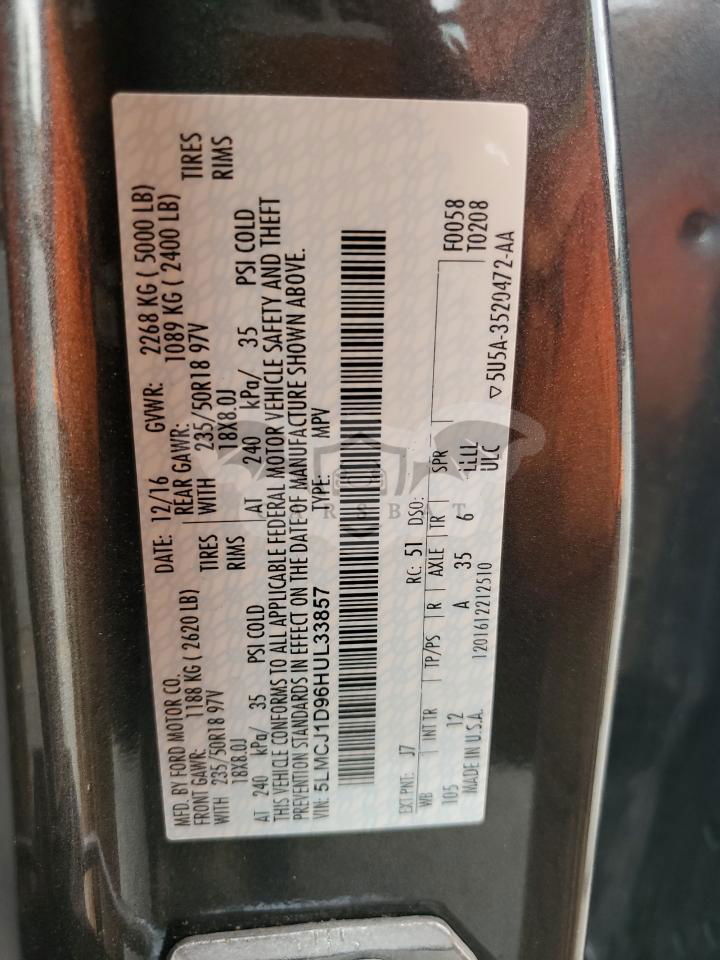 MFD. BY FORD MOTOR CO.
DATE: 12/16 GVWR: 2268 KG ( 5000 LB)
FRONT GAWR: 1188 KG ( 2620 LB) REAR GAWR: 1089 KG ( 2400 LB)
WITH 235/50R18 97V TIRES WITH 235/50R18 97V TIRES
18X8.0J RIMS 18X8.0J RIMS
AT 240 kPa/ 35 PSI COLD AT 240 kPa/ 35 PSI COLD
THIS VEHICLE CONFORMS TO ALL APPLICABLE FEDERAL MOTOR VEHICLE SAFETY AND THEFT
PREVENTION STANDARDS IN EFFECT ON THE DATE OF MANUFACTURE SHOWN ABOVE.
VIN: 5LMCJ1D96HUL33857 TYPE: MPV
EXT PNT: J7 RC: 51 DSO: F0058
T0208
WB INT TR TP/PS R AXLE TR SPR
105 12 A 35 6 LLLL
ULC
MADE IN U.S.A. 1201612212510
▽5U5A-3520472-AA
ARSBAT